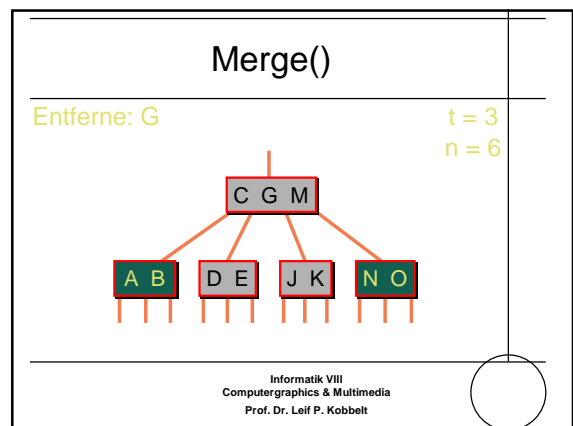 Merge()
Entferne: G
t = 3
n = 6
C G M
A B
D E
J K
N O
Informatik VIII
Computergraphics & Multimedia
Prof. Dr. Leif P. Kobbelt